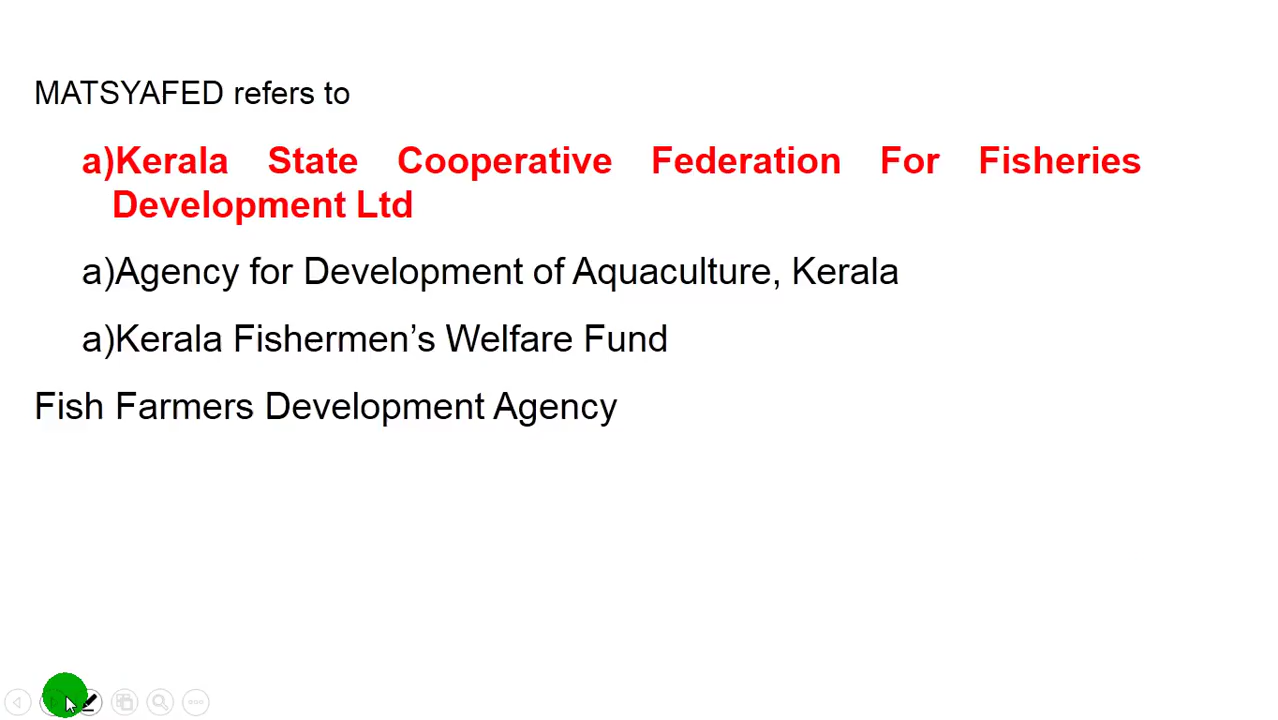 MATSYAFED refers to
a)Kerala State Cooperative Federation For Fisheries
Development Ltd
a)Agency for Development of Aquaculture, Kerala
a)Kerala Fishermen’s Welfare Fund
Fish Farmers Development Agency